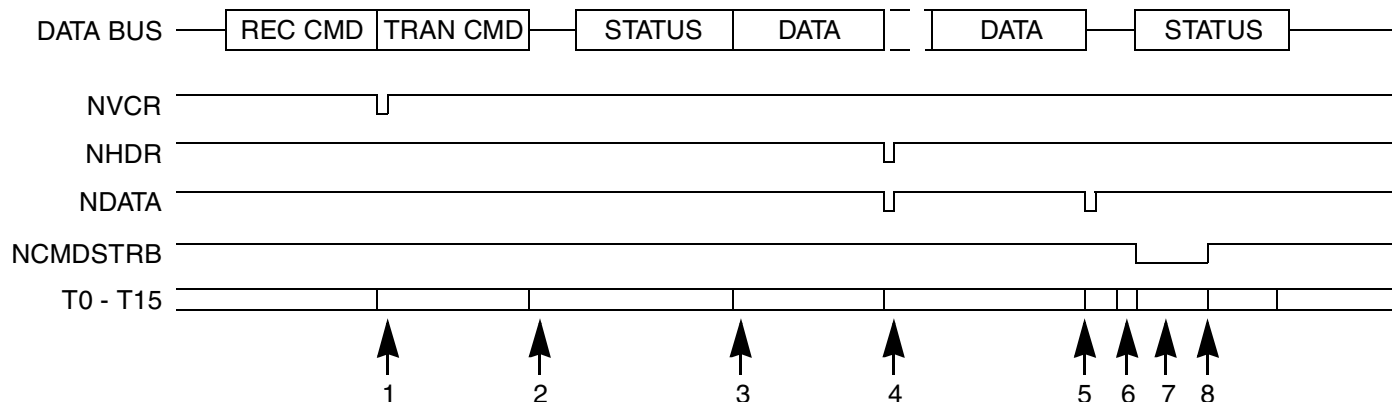 DATA BUS REC CMD TRAN CMD STATUS DATA DATA STATUS
NVCR
NHDR
NDATA
NCMDSTRB
T0 - T15
1 2 3 4 5 6 7 8